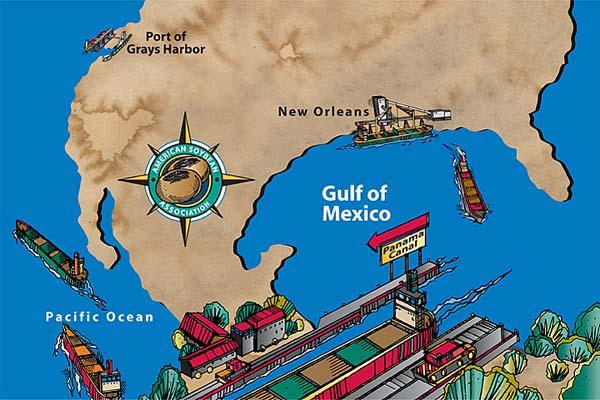 Port of
Grays Harbor
New Orleans
AMERICAN SOYBEAN
ASSOCIATION
Gulf of
Mexico
Panama
Canal
Pacific Ocean